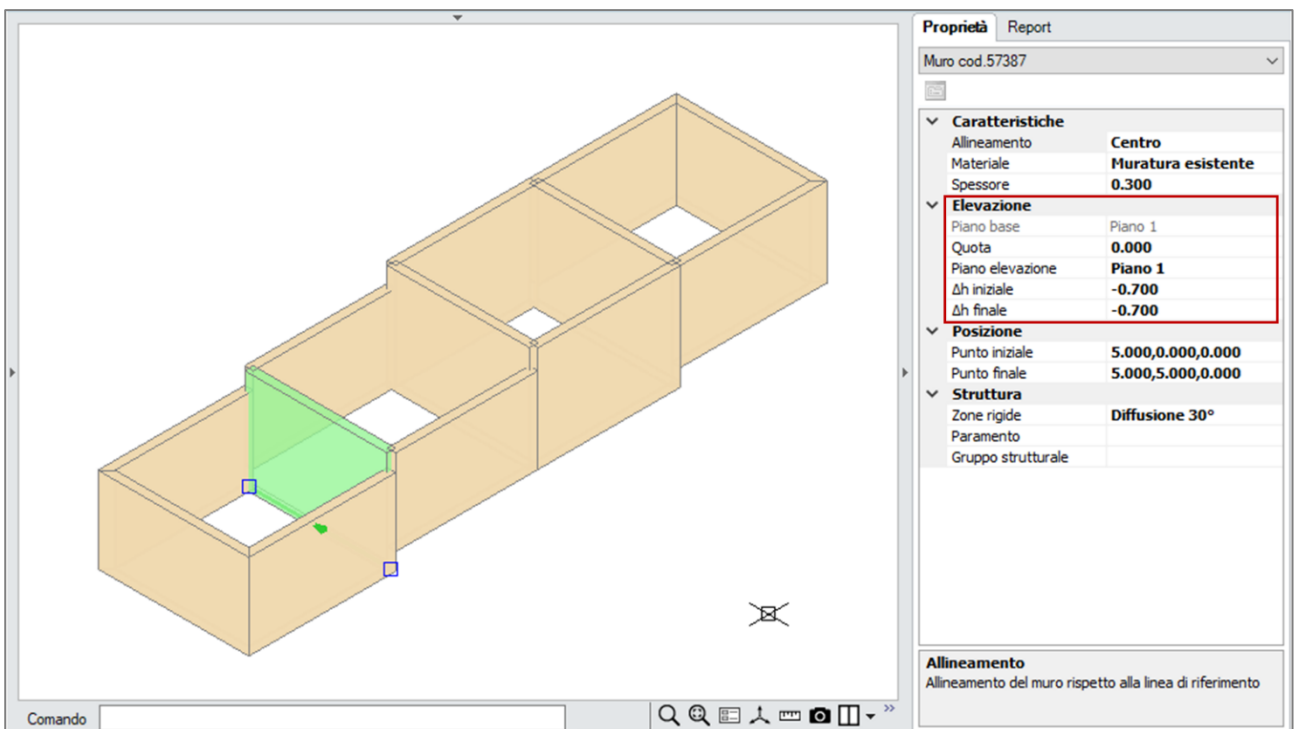 Proprietà Report
Muro cod.57387
Caratteristiche
Allineamento Centro
Materiale Muratura esistente
Spessore 0.300
Elevazione
Piano base Piano 1
Quota 0.000
Piano elevazione Piano 1
Δh iniziale -0.700
Δh finale -0.700
Posizione
Punto iniziale 5.000,0.000,0.000
Punto finale 5.000,5.000,0.000
Struttura
Zone rigide Diffusione 30°
Paramento
Gruppo strutturale
Allineamento
Allineamento del muro rispetto alla linea di riferimento
Comando